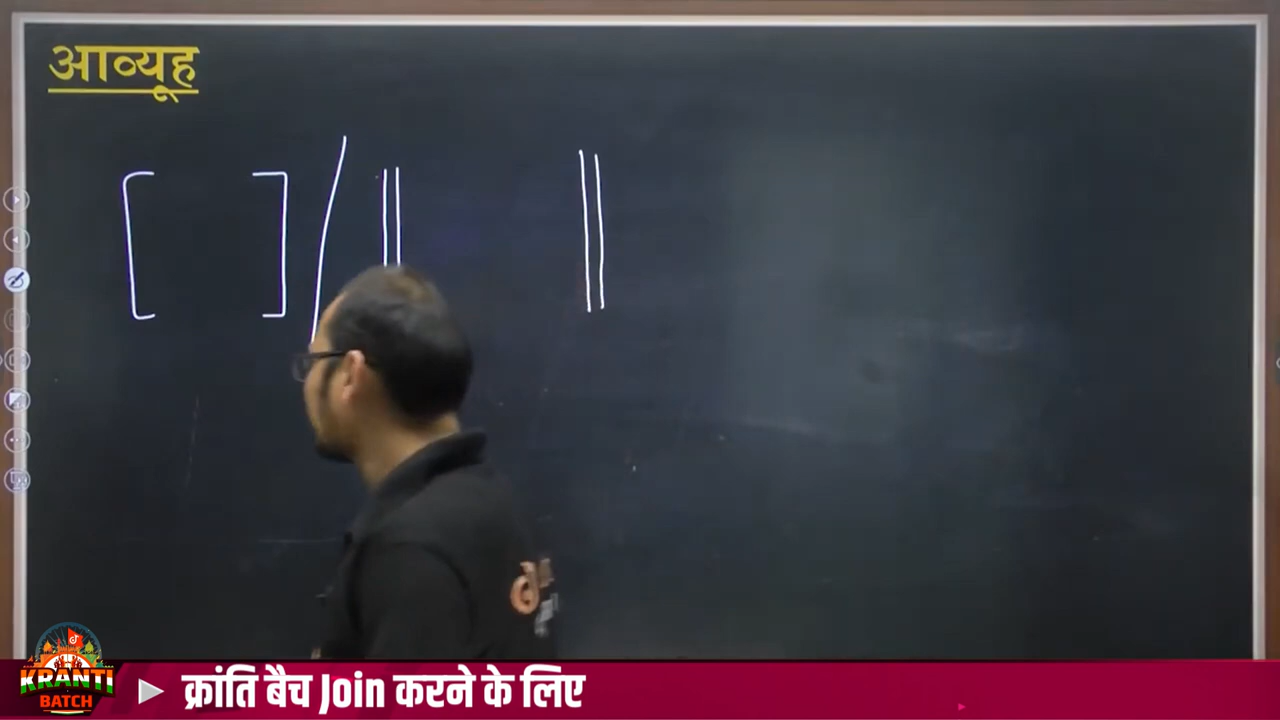 आव्यूह
[ ] / || ||
KRANTI
BATCH
क्रांति बैच Join करने के लिए